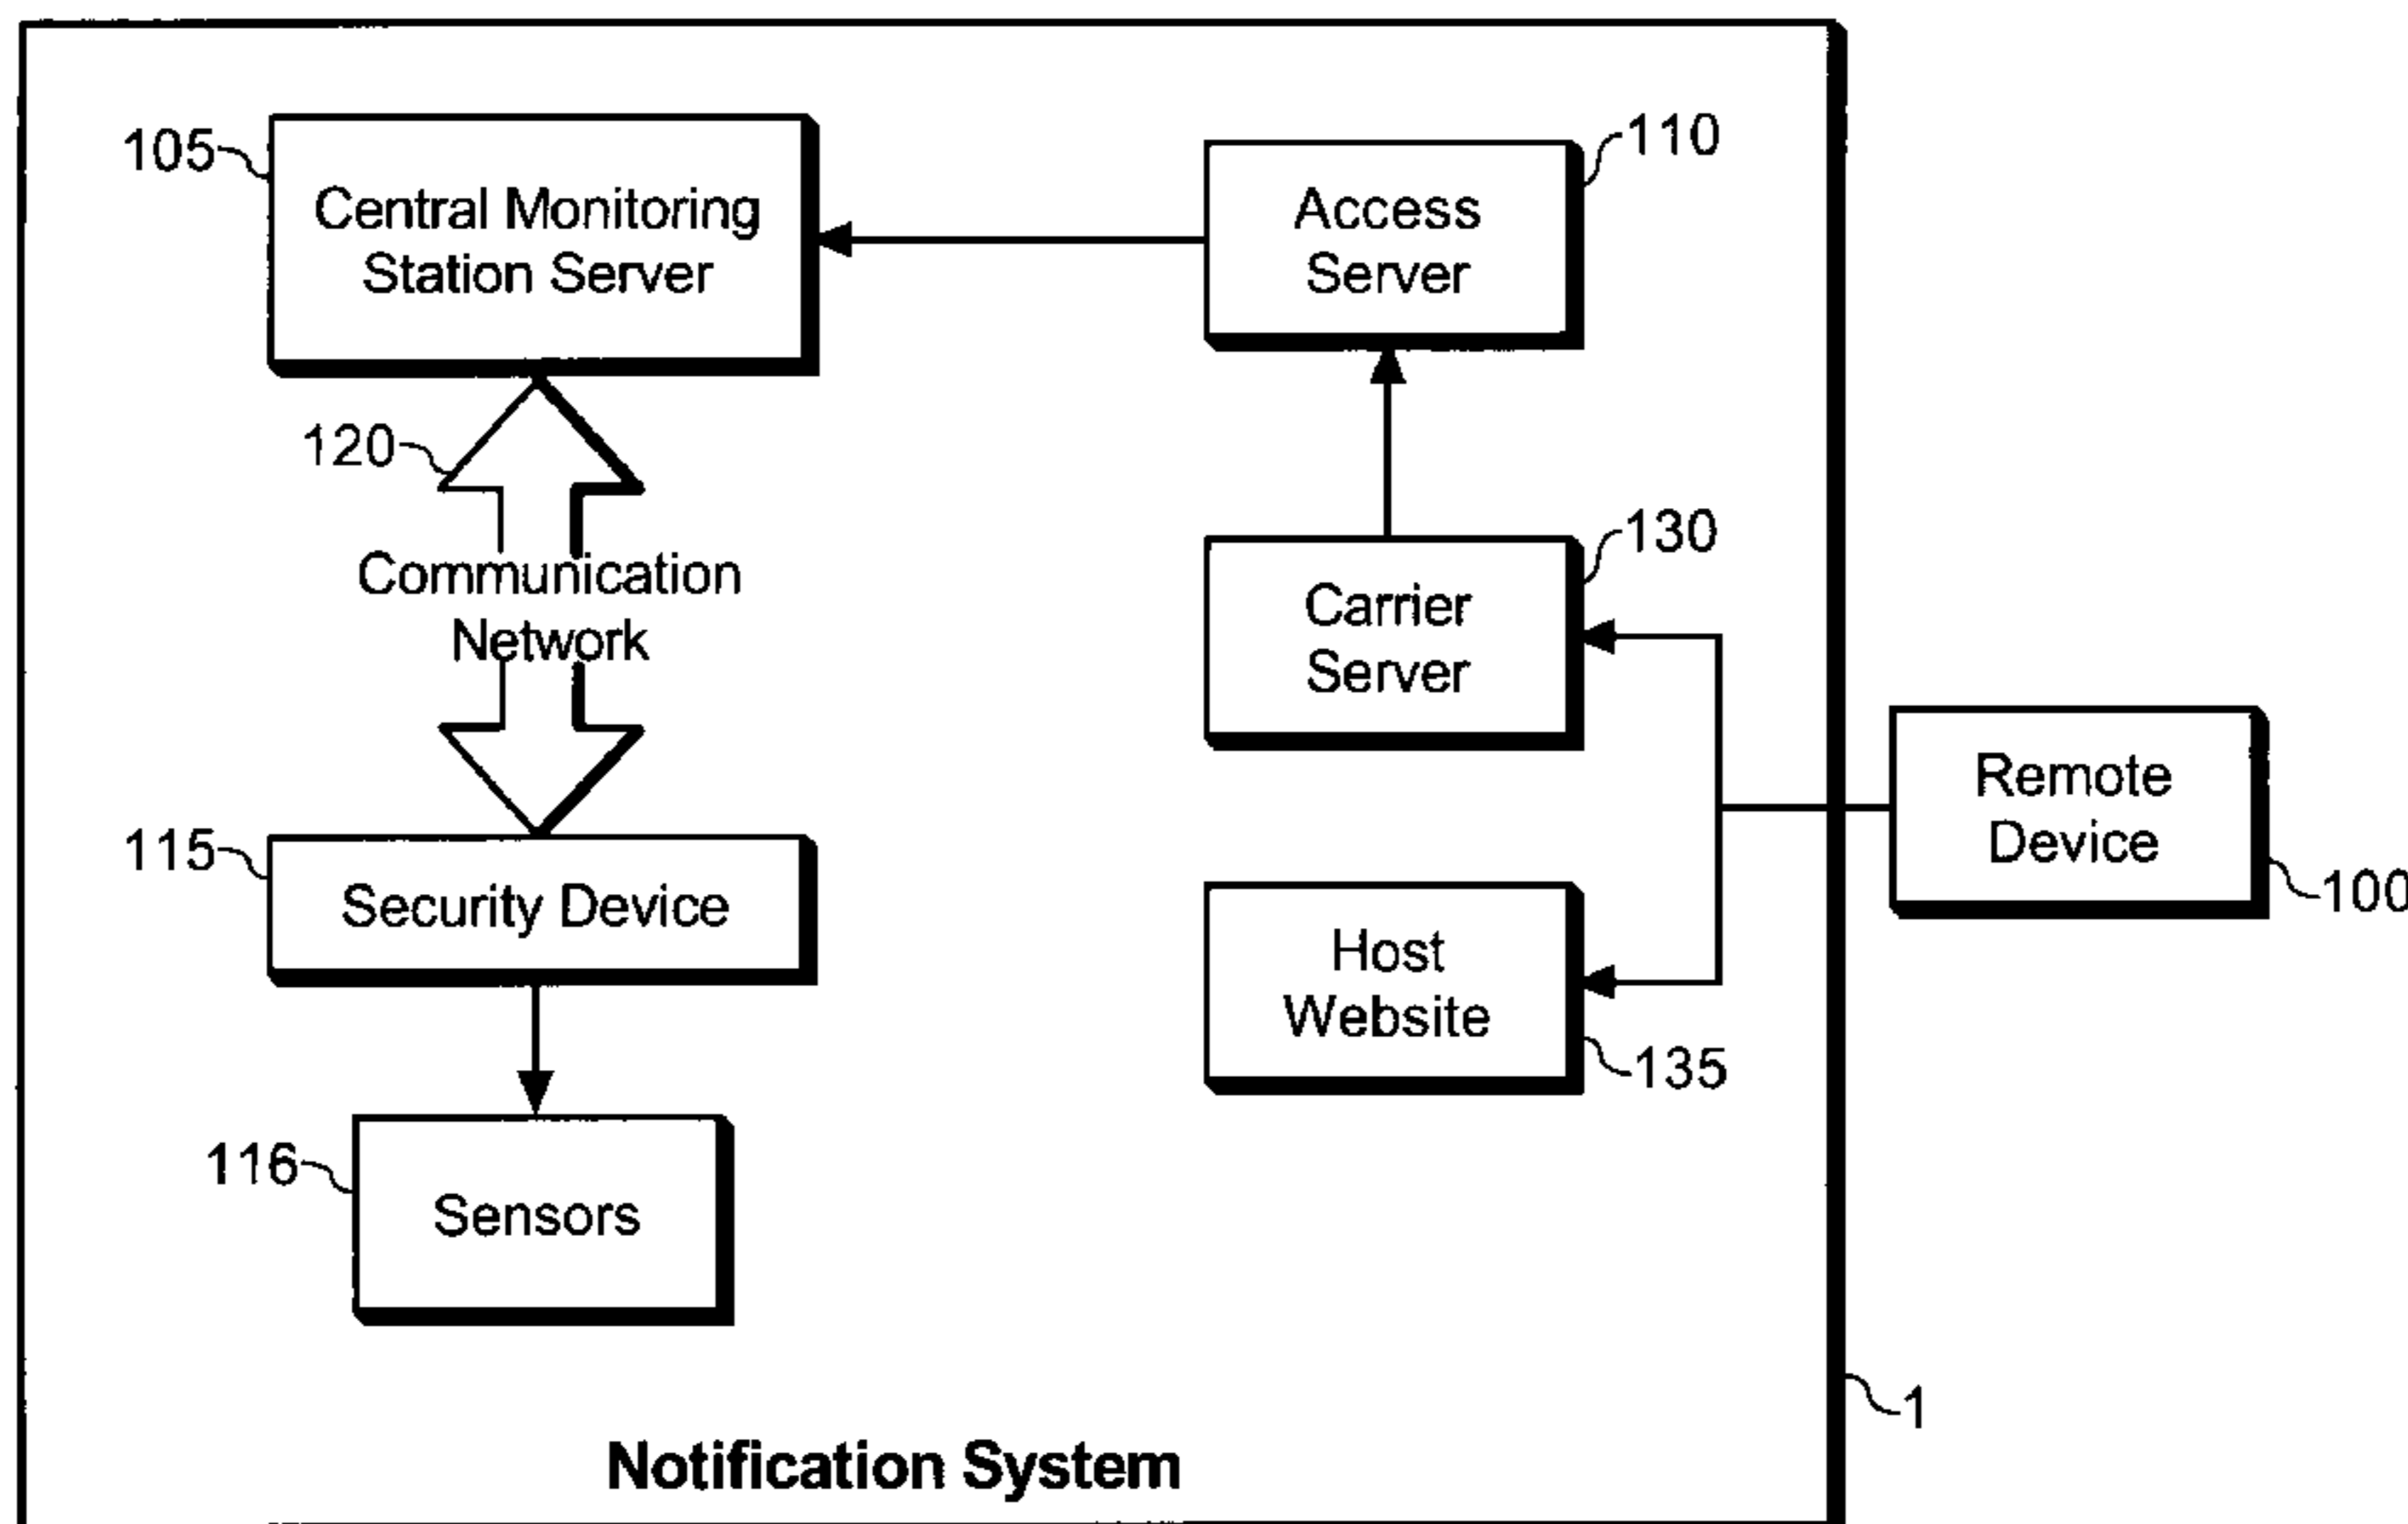 105
Central Monitoring
Station Server
110
Access
Server
120
Communication
Network
130
Carrier
Server
Remote
Device
100
115
Security Device
Host
Website
135
116
Sensors
1
Notification System